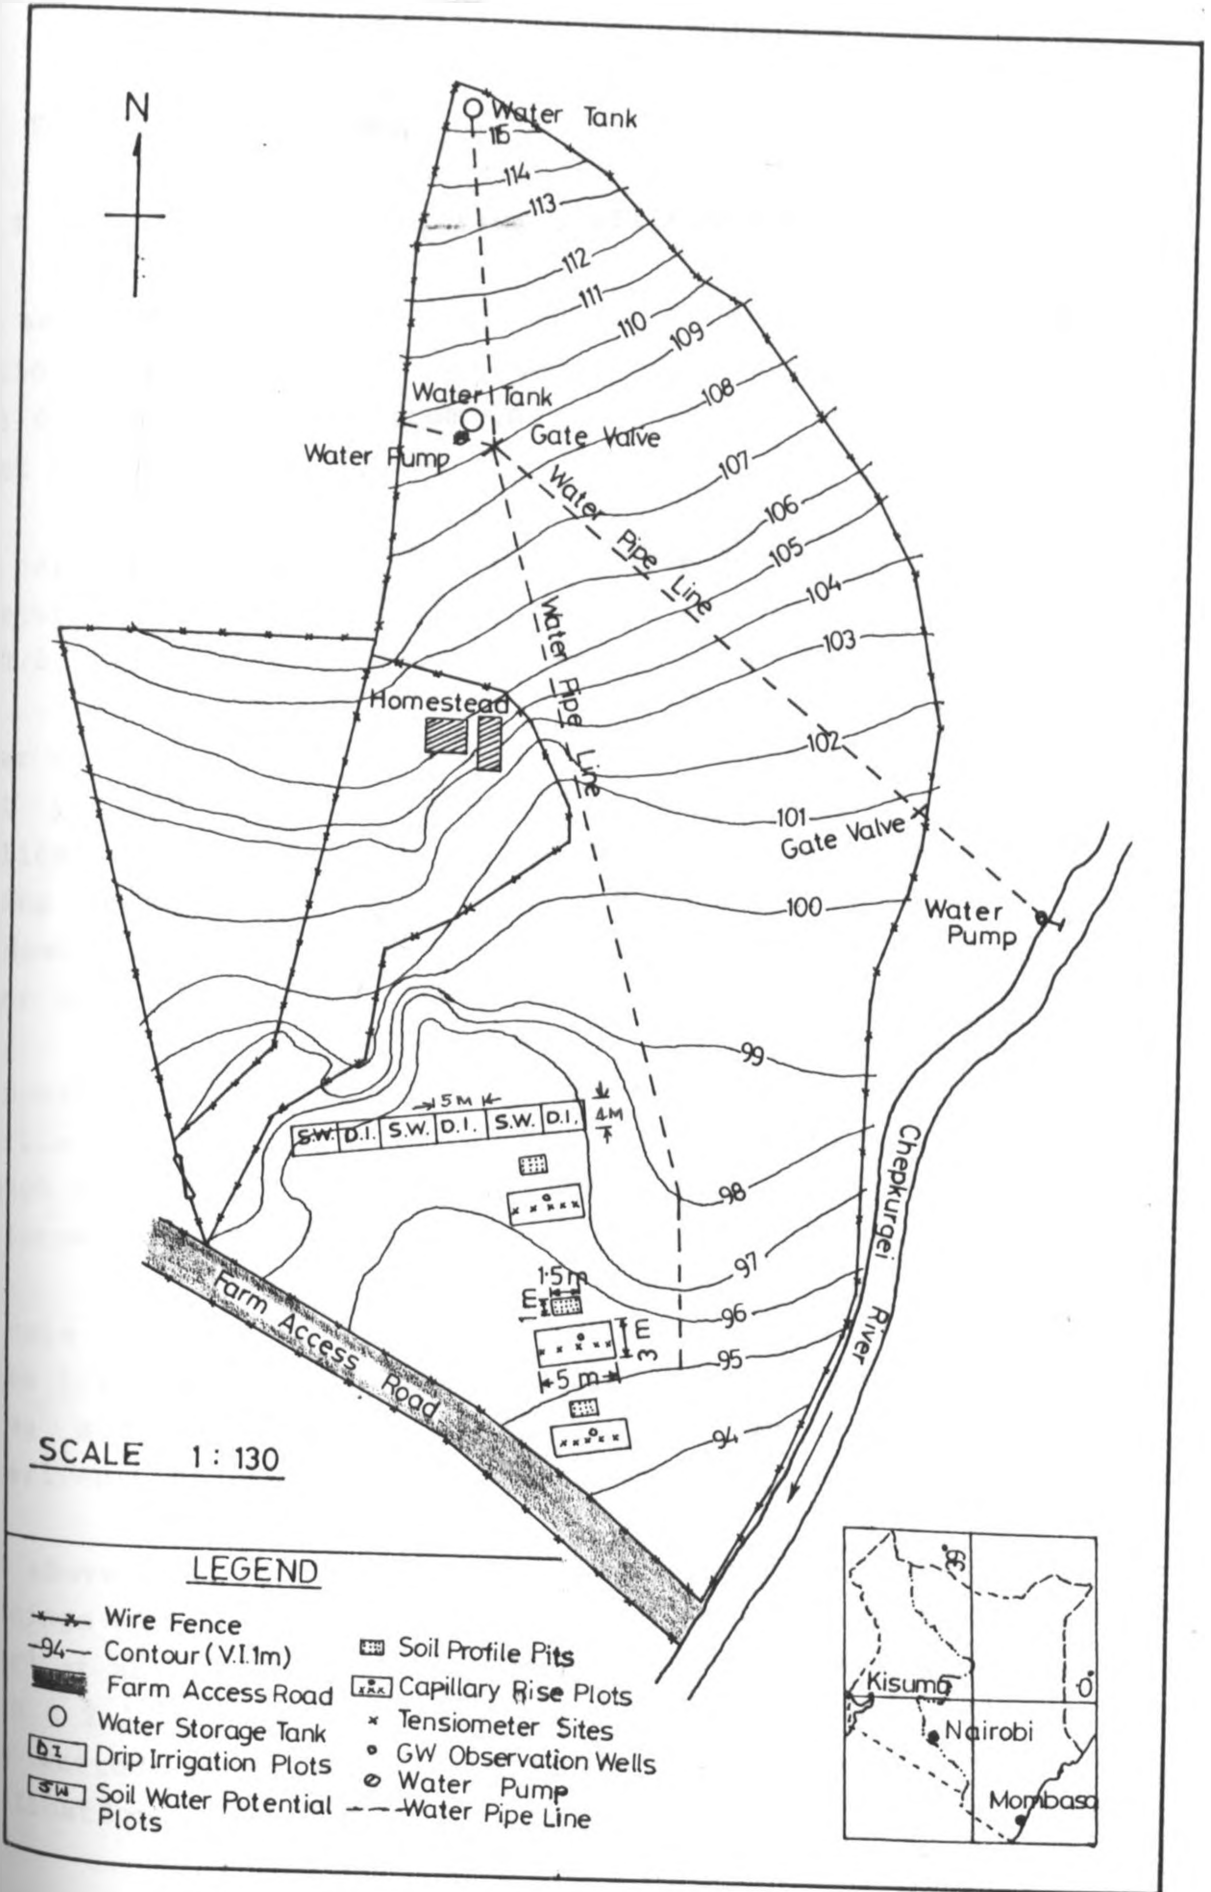 N
Water Tank
115
114
113
112
111
110
109
108
107
106
105
104
103
102
101
100
99
98
97
96
95
94
Water Tank
Gate Valve
Water Pump
Water Pipe Line
Water Pipe Line
Homestead
Gate Valve
Water
Pump
5M
4M
S.W. D.I. S.W. D.I. S.W. D.I.
1.5m
1m
3m
5m
Chepkurgei River
Farm Access Road
SCALE 1 : 130
LEGEND
Wire Fence
94 Contour (V.I.1m)
Farm Access Road
Water Storage Tank
DI Drip Irrigation Plots
SW Soil Water Potential
Plots
Soil Profile Pits
Capillary Rise Plots
Tensiometer Sites
GW Observation Wells
Water Pump
Water Pipe Line
0°
Kisumu
Nairobi
Mombasa